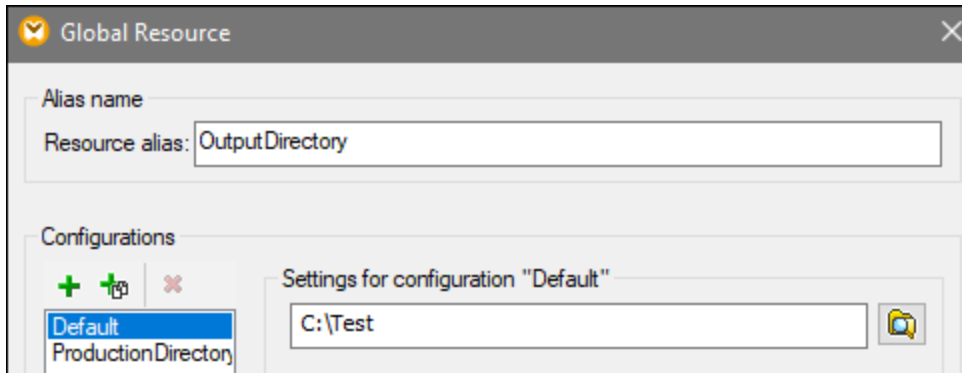 Global Resource
Alias name
Resource alias: OutputDirectory
Configurations
Settings for configuration "Default"
C:\Test
Default
ProductionDirectory